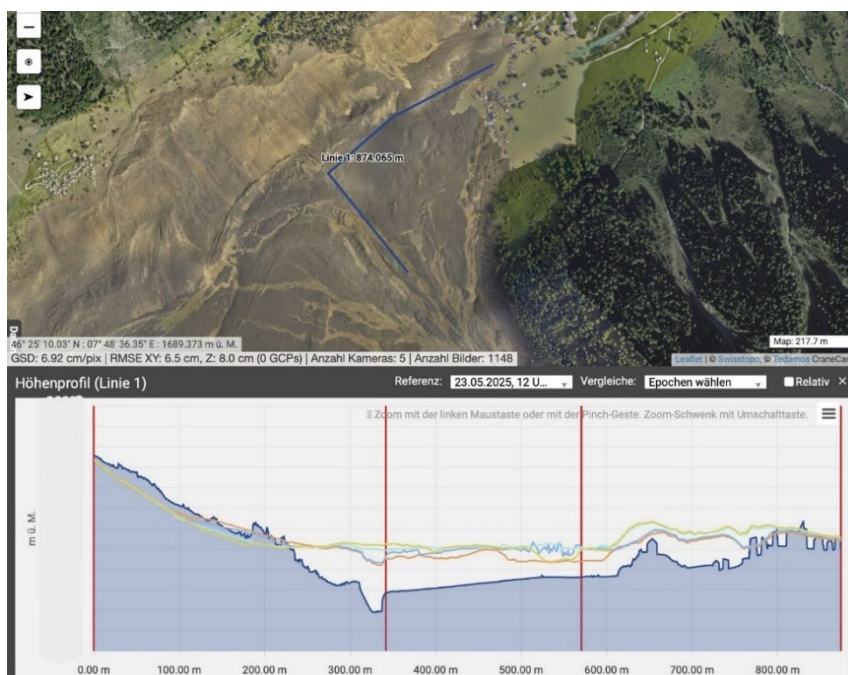 Linie 1: 874.065 m
46° 25' 10.03" N : 07° 48' 36.35" E : 1689.373 m ü. M.
Map: 217.7 m
GSD: 6.92 cm/pix | RMSE XY: 6.5 cm, Z: 8.0 cm (0 GCPs) | Anzahl Kameras: 5 | Anzahl Bilder: 1148
Leaflet | © Swisstopo, © Tedamos CraneCam
Höhenprofil (Linie 1)
Referenz: 23.05.2025, 12 U...
Vergleiche: Epochen wählen
Relativ ×
Zoom mit der linken Maustaste oder mit der Pinch-Geste. Zoom-Schwenk mit Umschalttaste.
m ü. M.
0.00 m 100.00 m 200.00 m 300.00 m 400.00 m 500.00 m 600.00 m 700.00 m 800.00 m